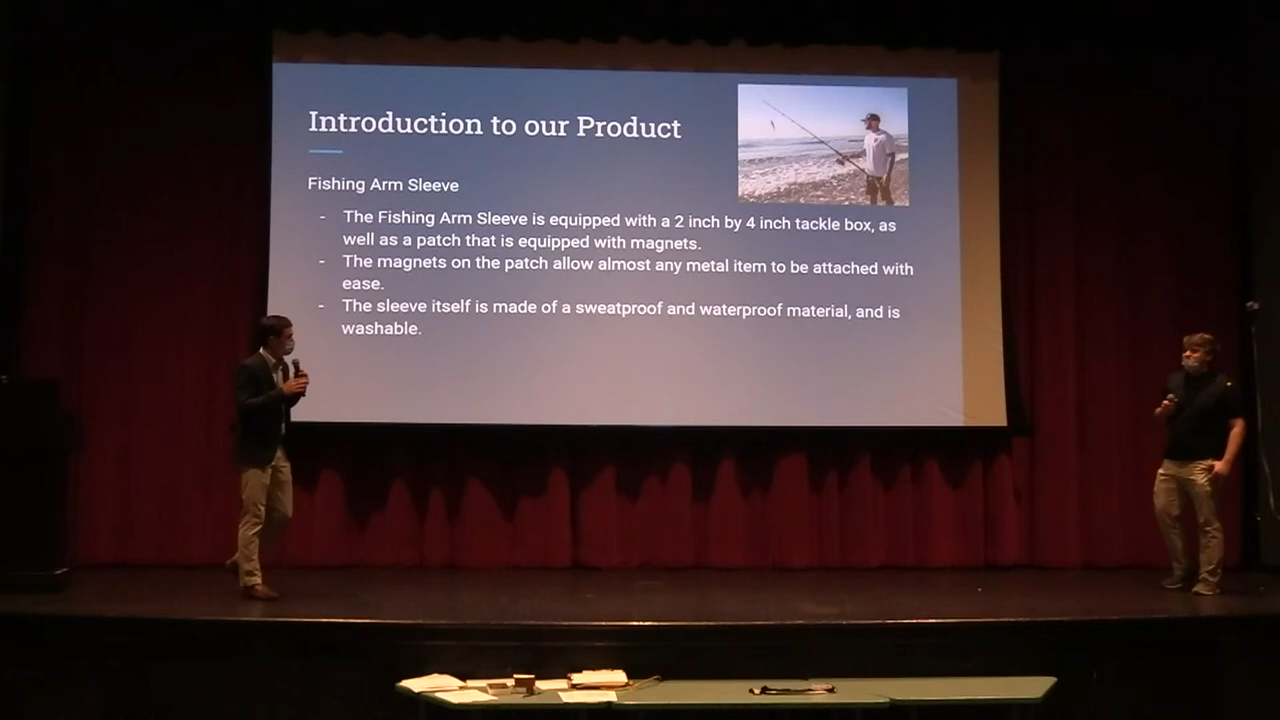 Introduction to our Product
Fishing Arm Sleeve
- The Fishing Arm Sleeve is equipped with a 2 inch by 4 inch tackle box, as
well as a patch that is equipped with magnets.
- The magnets on the patch allow almost any metal item to be attached with
ease.
- The sleeve itself is made of a sweatproof and waterproof material, and is
washable.